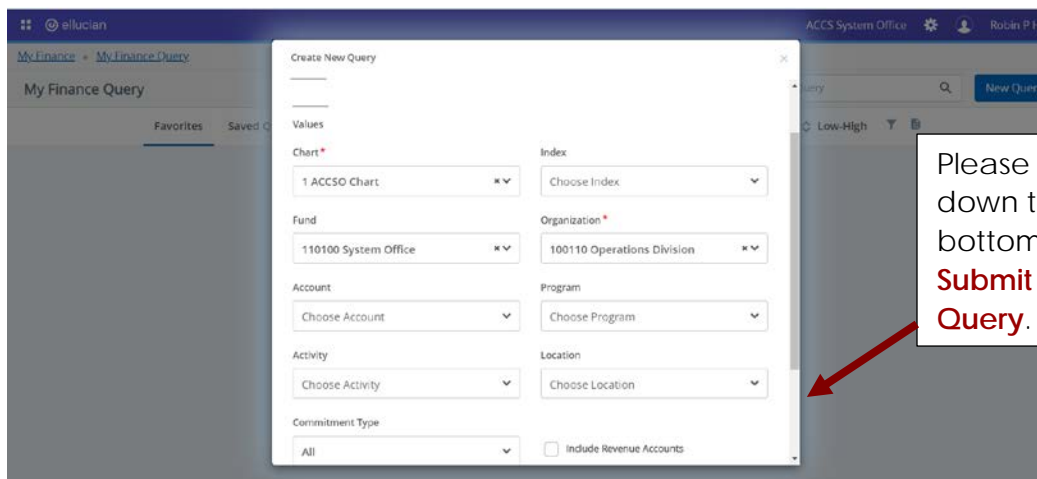 ellucian ACCS System Office Robin P H
My Finance • My Finance Query
Create New Query
My Finance Query
New Quer
Favorites Saved Q
Low-High
Values
Chart* Index
1 ACCSO Chart Choose Index
Fund Organization*
110100 System Office 100110 Operations Division
Account Program
Choose Account Choose Program
Activity Location
Choose Activity Choose Location
Commitment Type
All Include Revenue Accounts
Please
down t
bottom
Submit
Query.